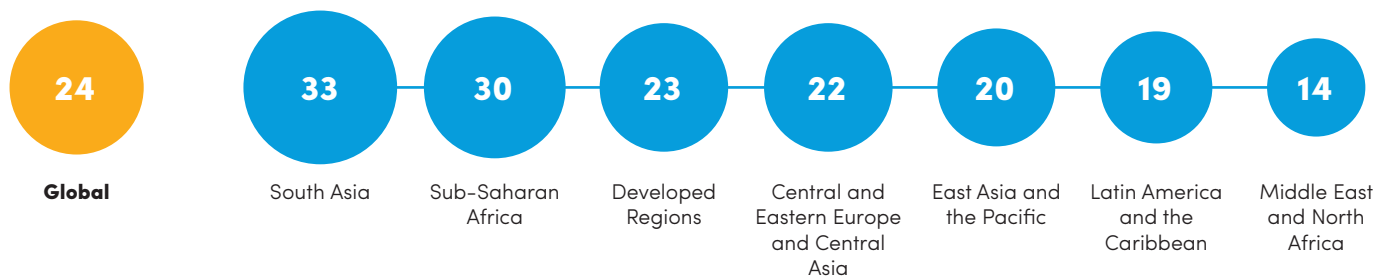 24
33
30
23
22
20
19
14
Global
South Asia
Sub-Saharan
Africa
Developed
Regions
Central and
Eastern Europe
and Central
Asia
East Asia and
the Pacific
Latin America
and the
Caribbean
Middle East
and North
Africa